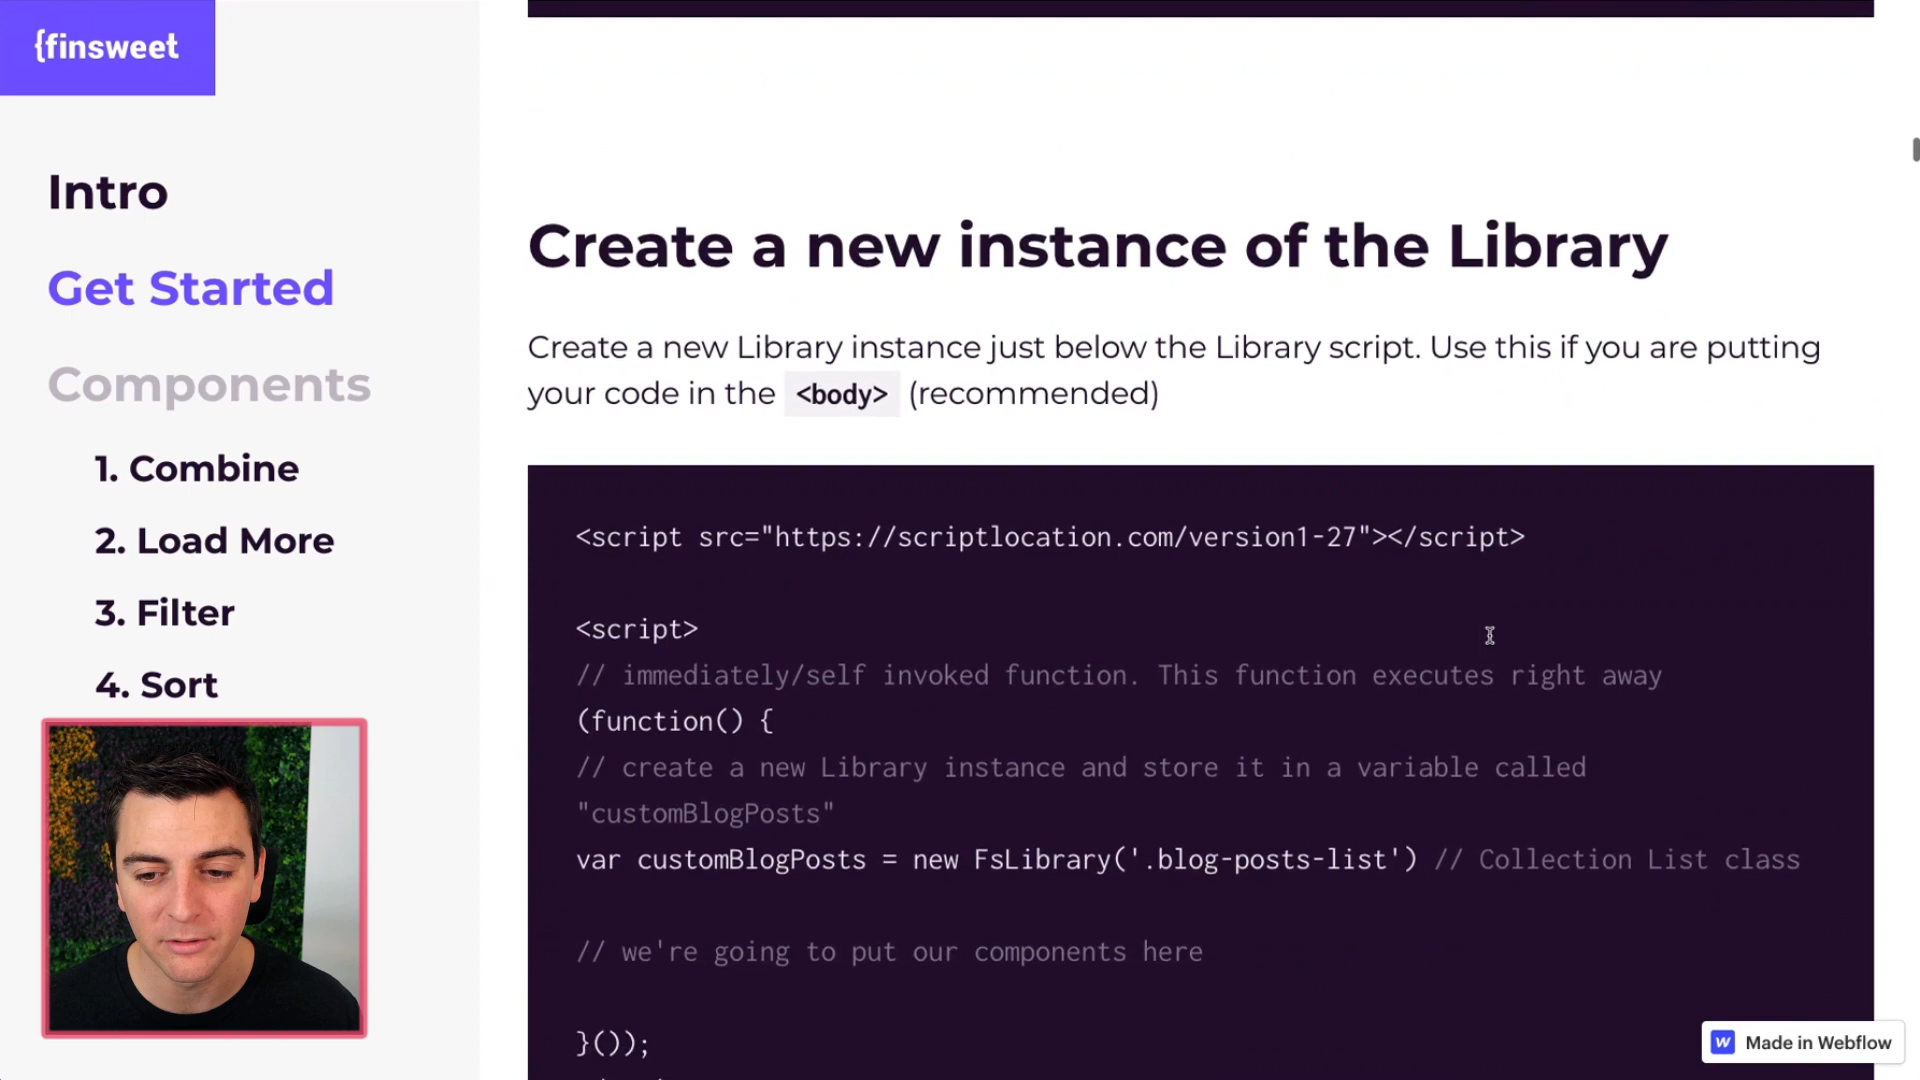 {finsweet
Intro
Get Started
Components
1. Combine
2. Load More
3. Filter
4. Sort
Create a new instance of the Library
Create a new Library instance just below the Library script. Use this if you are putting
your code in the <body> (recommended)
<script src="https://scriptlocation.com/version1-27"></script>
<script>
// immediately/self invoked function. This function executes right away
(function() {
// create a new Library instance and store it in a variable called
"customBlogPosts"
var customBlogPosts = new FsLibrary('.blog-posts-list') // Collection List class
// we're going to put our components here
}());
Made in Webflow